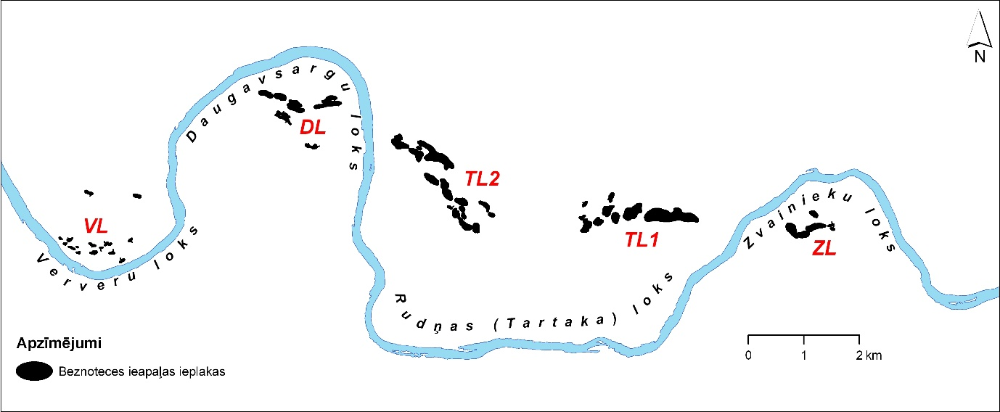 N
Daugavsargu loks
DL
TL2
Zvainieku loks
VL
TL1
ZL
Ververu loks
Rudņas (Tartaka) loks
Apzīmējumi
Beznoteces ieapaļas ieplakas
0 1 2 km